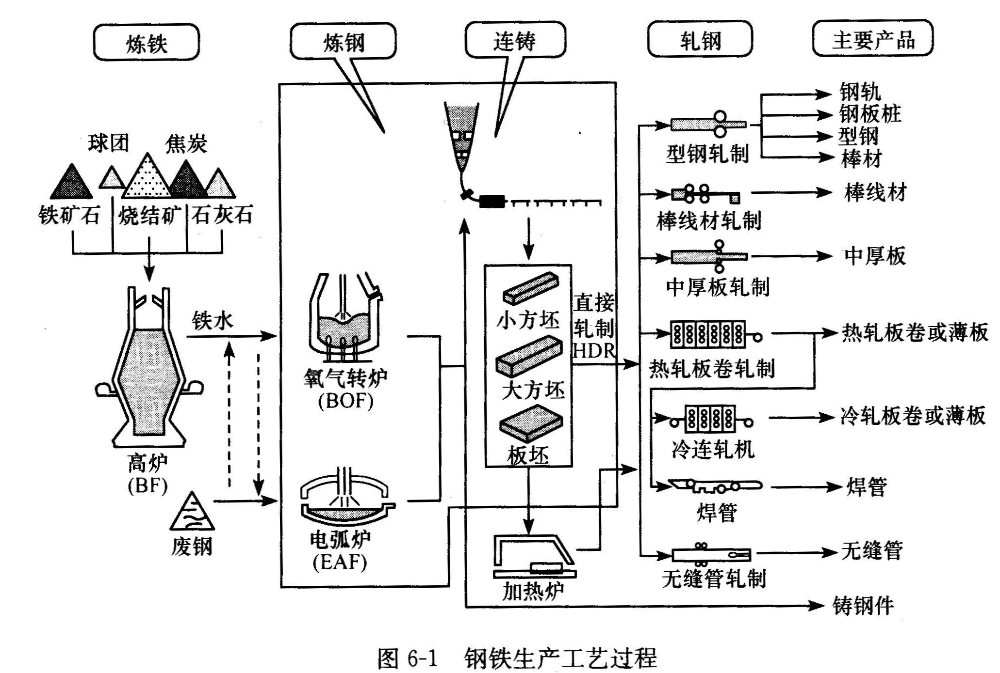 炼铁
炼钢
连铸
轧钢
主要产品
球团
焦炭
铁矿石
烧结矿
石灰石
铁水
高炉
(BF)
废钢
氧气转炉
(BOF)
电弧炉
(EAF)
小方坯
大方坯
板坯
直接
轧制
HDR
加热炉
型钢轧制
棒线材轧制
中厚板轧制
热轧板卷轧制
冷连轧机
焊管
无缝管轧制
钢轨
钢板桩
型钢
棒材
棒线材
中厚板
热轧板卷或薄板
冷轧板卷或薄板
焊管
无缝管
铸钢件
图 6-1 钢铁生产工艺过程